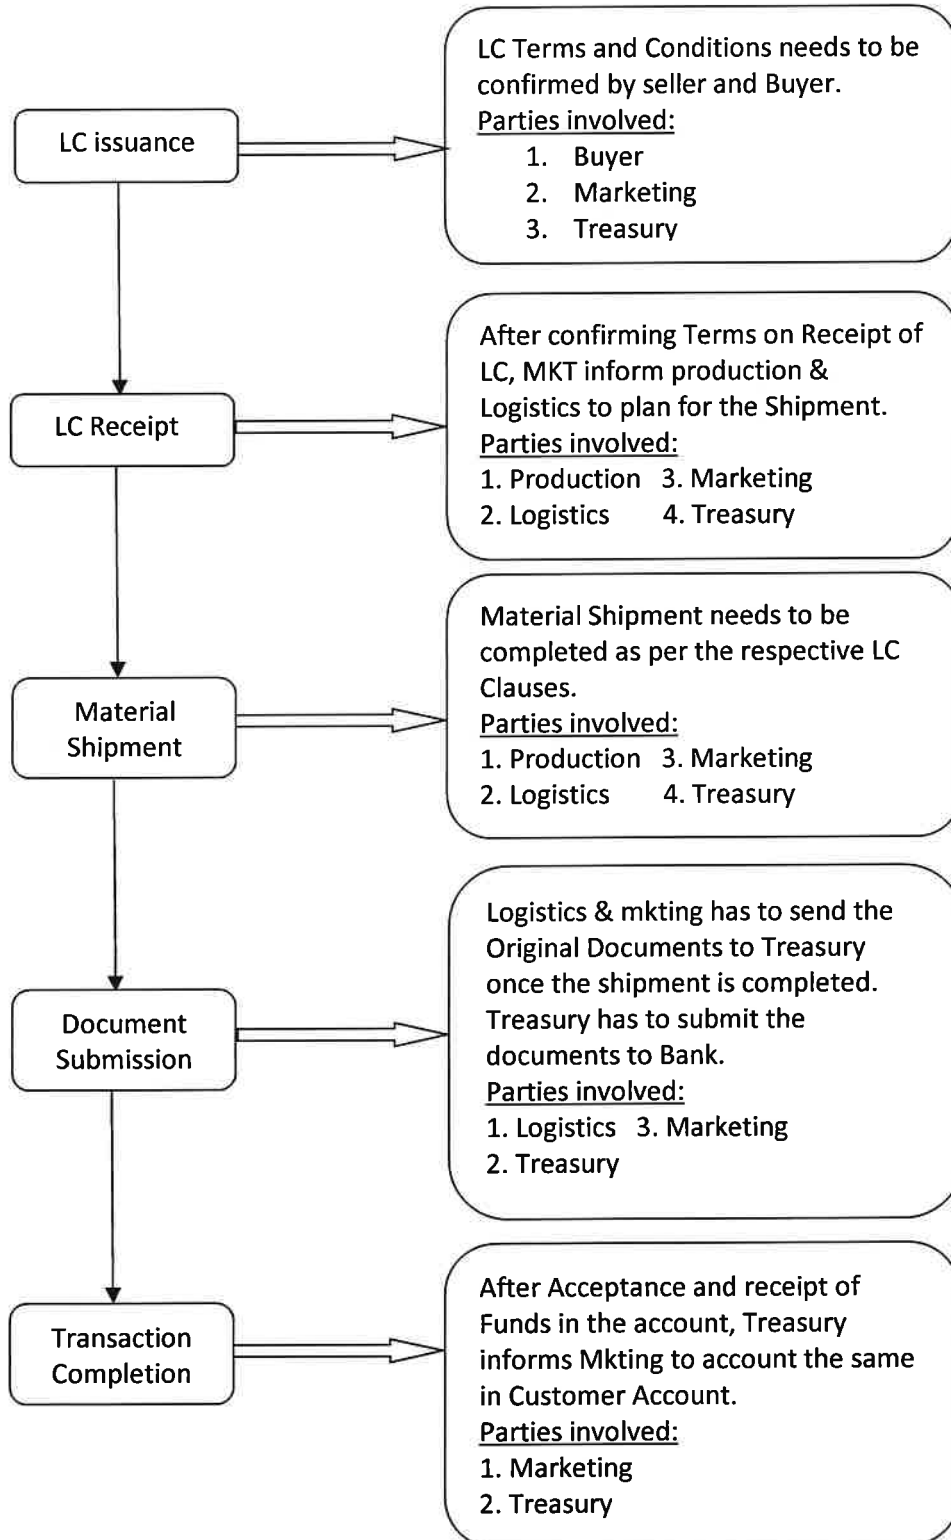 LC issuance
LC Terms and Conditions needs to be
confirmed by seller and Buyer.
Parties involved:
1. Buyer
2. Marketing
3. Treasury
LC Receipt
After confirming Terms on Receipt of
LC, MKT inform production &
Logistics to plan for the Shipment.
Parties involved:
1. Production 3. Marketing
2. Logistics 4. Treasury
Material
Shipment
Material Shipment needs to be
completed as per the respective LC
Clauses.
Parties involved:
1. Production 3. Marketing
2. Logistics 4. Treasury
Document
Submission
Logistics & mkting has to send the
Original Documents to Treasury
once the shipment is completed.
Treasury has to submit the
documents to Bank.
Parties involved:
1. Logistics 3. Marketing
2. Treasury
Transaction
Completion
After Acceptance and receipt of
Funds in the account, Treasury
informs Mkting to account the same
in Customer Account.
Parties involved:
1. Marketing
2. Treasury